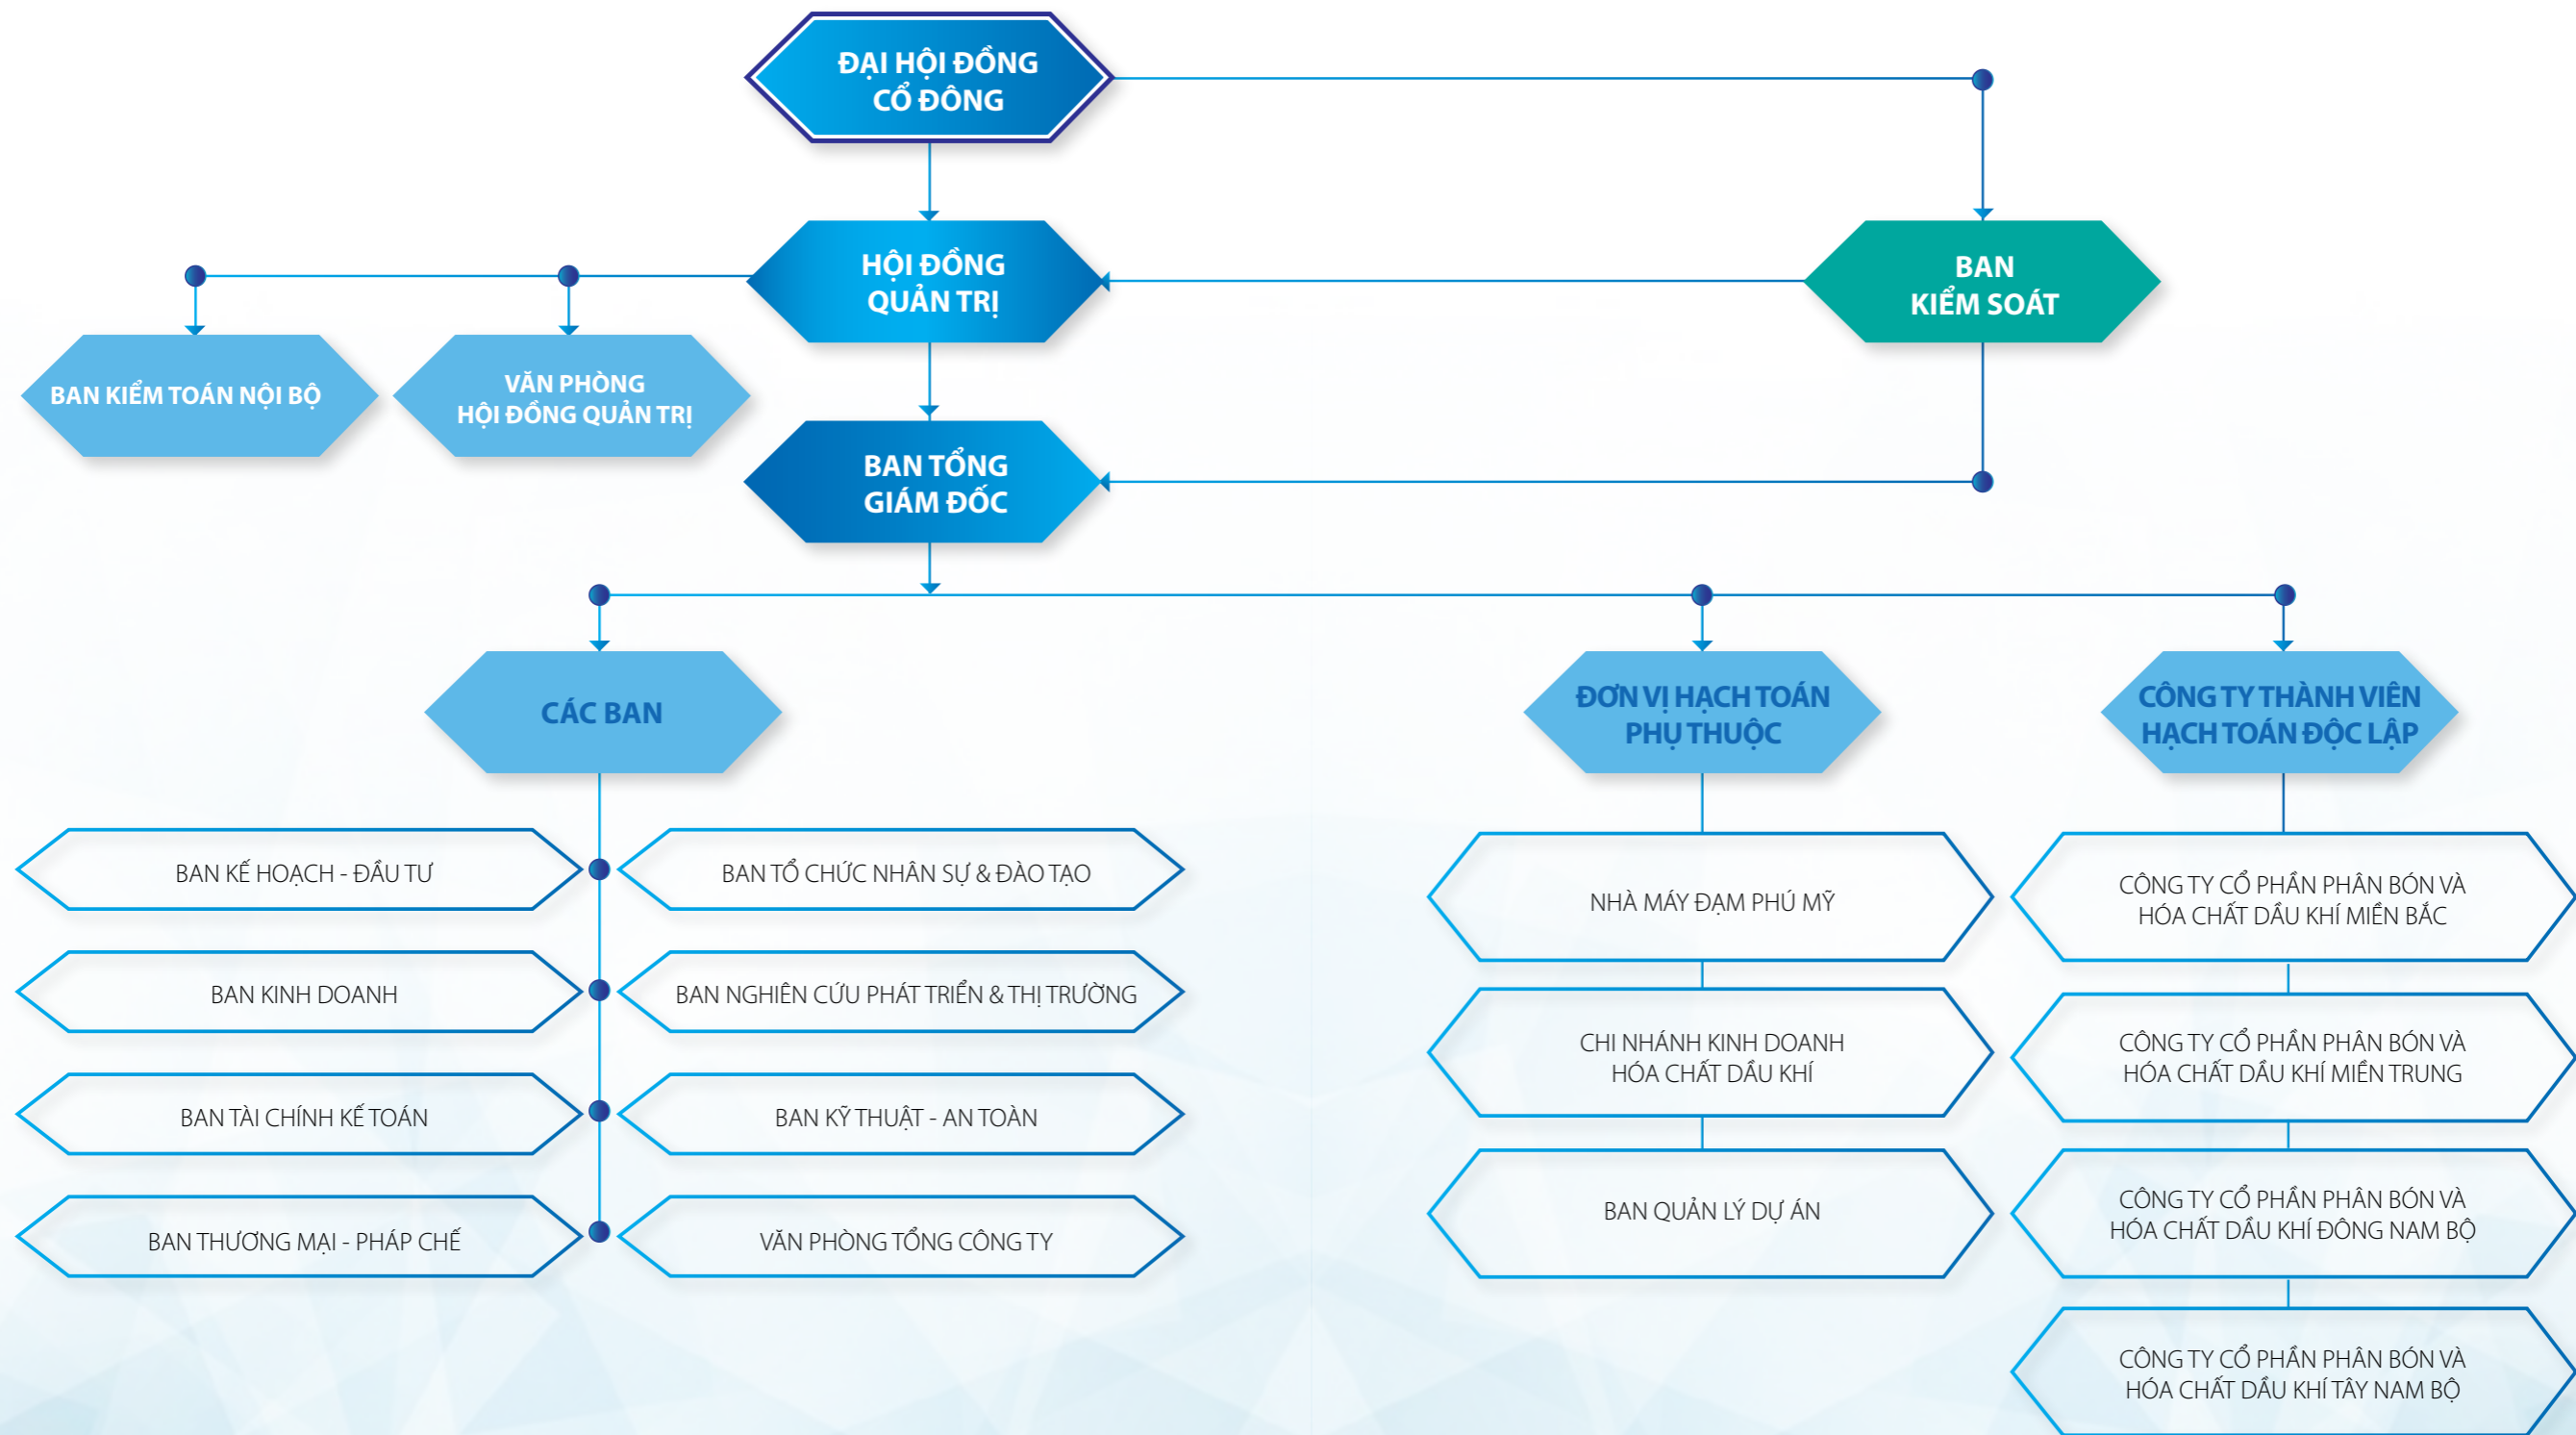 ĐẠI HỘI ĐỒNG
CỔ ĐÔNG
HỘI ĐỒNG
QUẢN TRỊ
BAN
KIỂM SOÁT
BAN KIỂM TOÁN NỘI BỘ
VĂN PHÒNG
HỘI ĐỒNG QUẢN TRỊ
BAN TỔNG
GIÁM ĐỐC
CÁC BAN
ĐƠN VỊ HẠCH TOÁN
PHỤ THUỘC
CÔNG TY THÀNH VIÊN
HẠCH TOÁN ĐỘC LẬP
BAN KẾ HOẠCH - ĐẦU TƯ
BAN TỔ CHỨC NHÂN SỰ & ĐÀO TẠO
BAN KINH DOANH
BAN NGHIÊN CỨU PHÁT TRIỂN & THỊ TRƯỜNG
BAN TÀI CHÍNH KẾ TOÁN
BAN KỸ THUẬT - AN TOÀN
BAN THƯƠNG MẠI - PHÁP CHẾ
VĂN PHÒNG TỔNG CÔNG TY
NHÀ MÁY ĐẠM PHÚ MỸ
CHI NHÁNH KINH DOANH
HÓA CHẤT DẦU KHÍ
BAN QUẢN LÝ DỰ ÁN
CÔNG TY CỔ PHẦN PHÂN BÓN VÀ
HÓA CHẤT DẦU KHÍ MIỀN BẮC
CÔNG TY CỔ PHẦN PHÂN BÓN VÀ
HÓA CHẤT DẦU KHÍ MIỀN TRUNG
CÔNG TY CỔ PHẦN PHÂN BÓN VÀ
HÓA CHẤT DẦU KHÍ ĐÔNG NAM BỘ
CÔNG TY CỔ PHẦN PHÂN BÓN VÀ
HÓA CHẤT DẦU KHÍ TÂY NAM BỘ